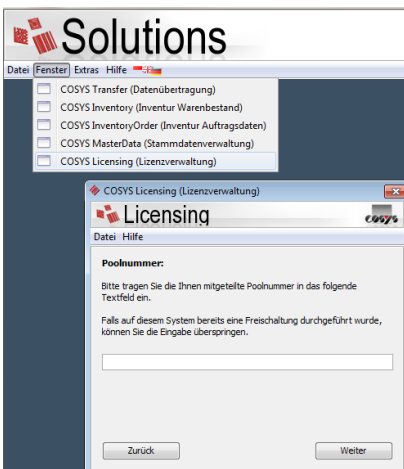 Solutions
Datei Fenster Extras Hilfe
COSYS Transfer (Datenübertragung)
COSYS Inventory (Inventur Warenbestand)
COSYS InventoryOrder (Inventur Auftragsdaten)
COSYS MasterData (Stammdatenverwaltung)
COSYS Licensing (Lizenzverwaltung)
COSYS Licensing (Lizenzverwaltung)
Licensing cosys
Datei Hilfe
Poolnummer:
Bitte tragen Sie die Ihnen mitgeteilte Poolnummer in das folgende
Textfeld ein.
Falls auf diesem System bereits eine Freischaltung durchgeführt wurde,
können Sie die Eingabe überspringen.
Zurück Weiter